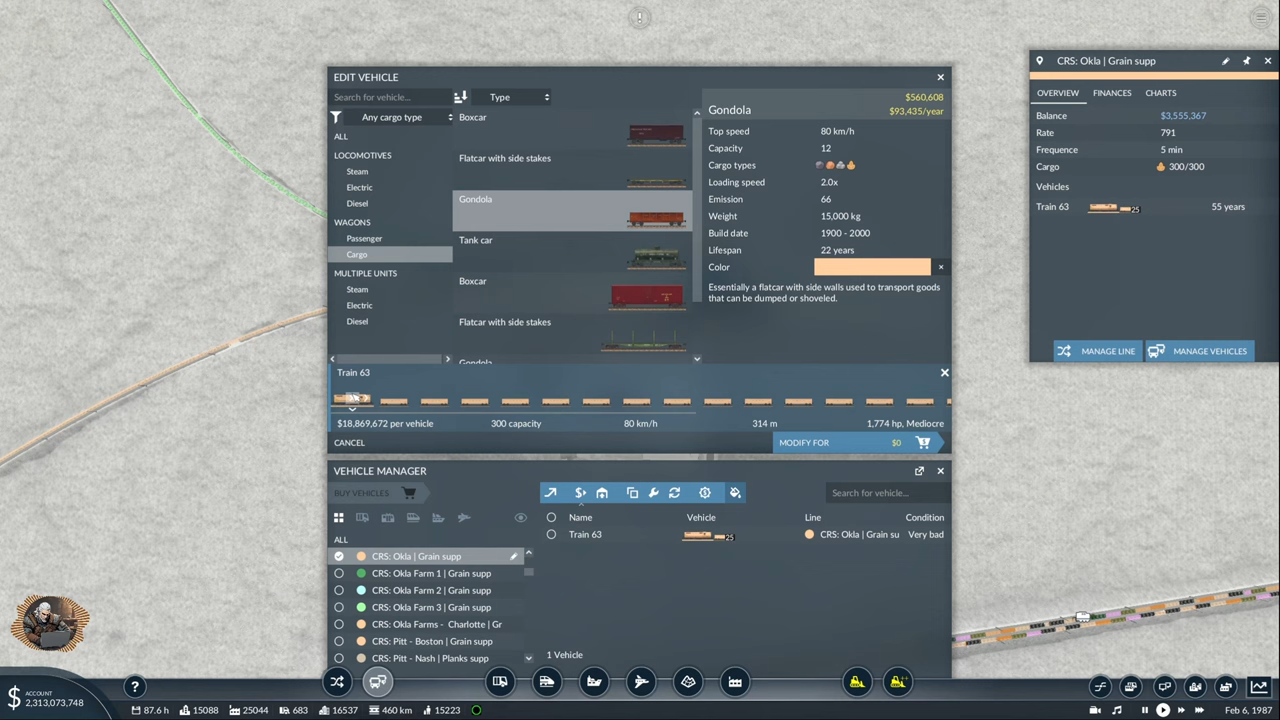 EDIT VEHICLE
Search for vehicle...
Type
Any cargo type
ALL
LOCOMOTIVES
Steam
Electric
Diesel
WAGONS
Passenger
Cargo
MULTIPLE UNITS
Steam
Electric
Diesel
Boxcar
Flatcar with side stakes
Gondola
Tank car
Boxcar
Flatcar with side stakes
Gondola
Gondola
$560,608
$93,435/year
Top speed 80 km/h
Capacity 12
Cargo types
Loading speed 2.0x
Emission 66
Weight 15,000 kg
Build date 1900 - 2000
Lifespan 22 years
Color
Essentially a flatcar with side walls used to transport goods
that can be dumped or shoveled.
Train 63
$18,869,672 per vehicle 300 capacity 80 km/h 314 m 1,774 hp, Mediocre
CANCEL
MODIFY FOR $0
VEHICLE MANAGER
BUY VEHICLES
Search for vehicle...
ALL
CRS: Okla | Grain supp
CRS: Okla Farm 1 | Grain supp
CRS: Okla Farm 2 | Grain supp
CRS: Okla Farm 3 | Grain supp
CRS: Okla Farms - Charlotte | Gr
CRS: Pitt - Boston | Grain supp
CRS: Pitt - Nash | Planks supp
Name Vehicle Line Condition
Train 63 25 CRS: Okla | Grain su Very bad
1 Vehicle
CRS: Okla | Grain supp
OVERVIEW FINANCES CHARTS
Balance $3,555,367
Rate 791
Frequence 5 min
Cargo 300/300
Vehicles
Train 63 25 55 years
MANAGE LINE MANAGE VEHICLES
$ ACCOUNT
2,313,073,748
?
87.6 h 15088 25044 683 16537 460 km 15223
Feb 6, 1987